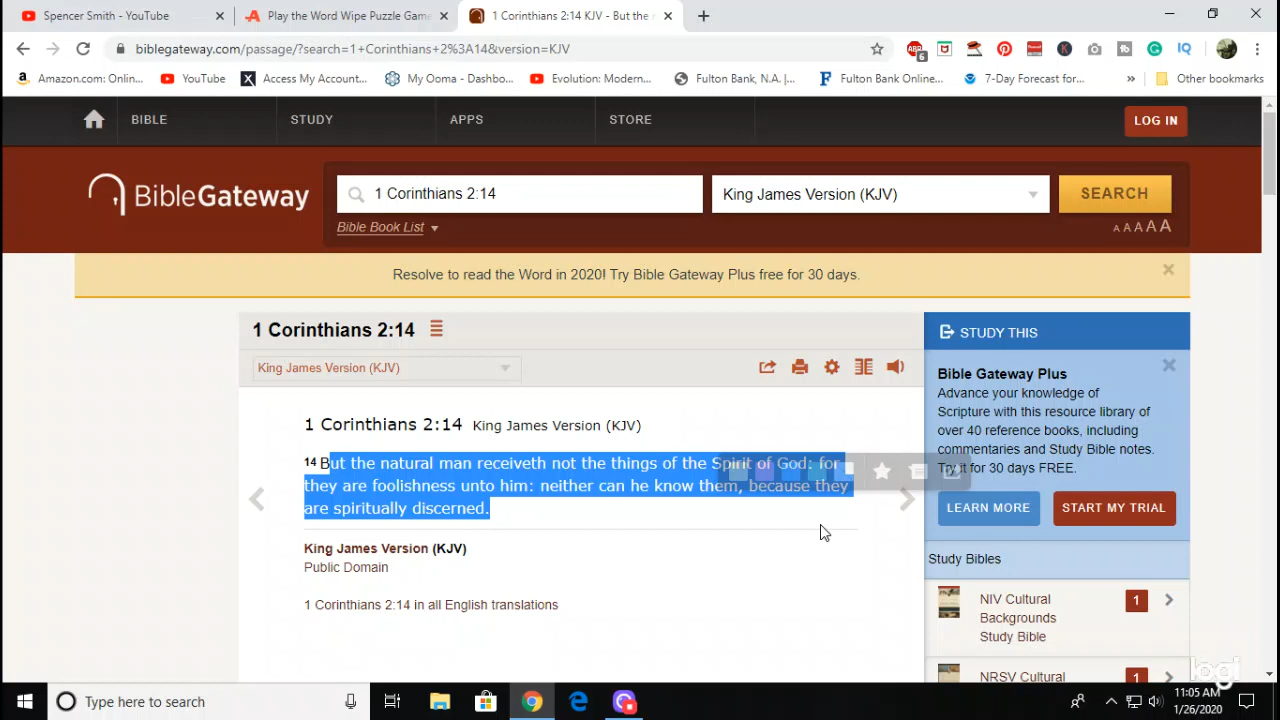 Spencer Smith - YouTube
Play the Word Wipe Puzzle Game
1 Corinthians 2:14 KJV - But the
biblegateway.com/passage/?search=1+Corinthians+2%3A14&version=KJV
6
Amazon.com: Onlin...
YouTube
Access My Account...
My Ooma - Dashbo...
Evolution: Modern...
Fulton Bank, N.A. |...
Fulton Bank Online...
7-Day Forecast for...
»
Other bookmarks
BIBLE
STUDY
APPS
STORE
LOG IN
BibleGateway
1 Corinthians 2:14
King James Version (KJV)
SEARCH
Bible Book List
A A A A A
Resolve to read the Word in 2020! Try Bible Gateway Plus free for 30 days.
1 Corinthians 2:14
King James Version (KJV)
1 Corinthians 2:14 King James Version (KJV)
14 But the natural man receiveth not the things of the Spirit of God: for
they are foolishness unto him: neither can he know them, because they
are spiritually discerned.
King James Version (KJV)
Public Domain
1 Corinthians 2:14 in all English translations
STUDY THIS
Bible Gateway Plus
Advance your knowledge of
Scripture with this resource library of
over 40 reference books, including
commentaries and Study Bible notes.
Try it for 30 days FREE.
LEARN MORE
START MY TRIAL
Study Bibles
NIV Cultural
Backgrounds
Study Bible
1
NRSV Cultural
1
logi
Type here to search
11:05 AM
1/26/2020